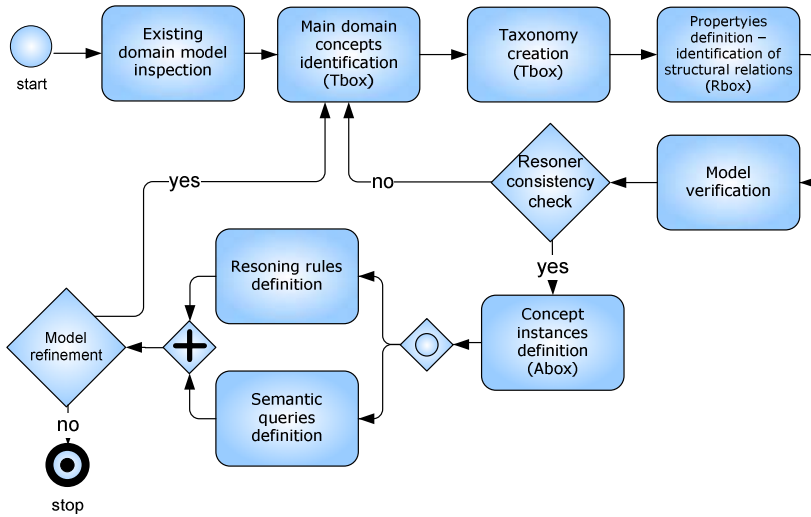 start
Existing
domain model
inspection
Main domain
concepts
identification
(Tbox)
Taxonomy
creation
(Tbox)
Propertyies
definition –
identification of
structural relations
(Rbox)
Model
verification
Resoner
consistency
check
no
yes
yes
Concept
instances
definition
(Abox)
Resoning rules
definition
Semantic
queries
definition
Model
refinement
no
stop